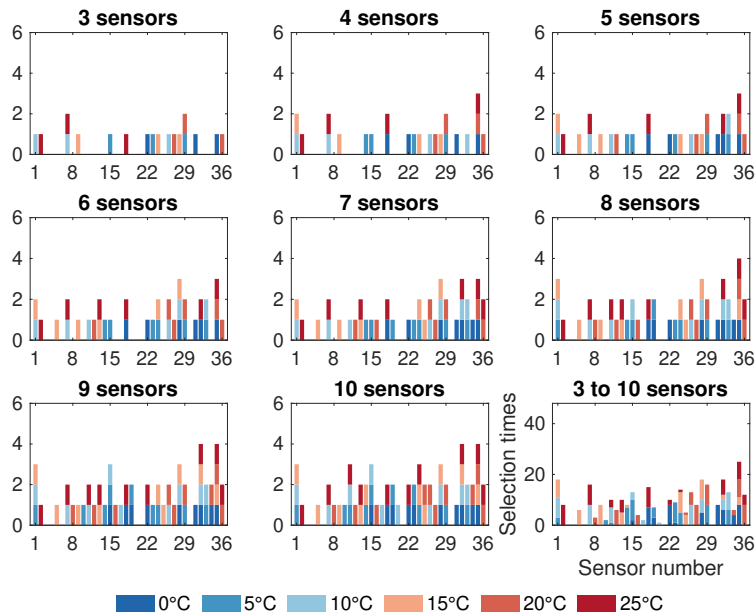 3 sensors 4 sensors 5 sensors
6 6 6
4 4 4
2 2 2
0 0 0
1 8 15 22 29 36 1 8 15 22 29 36 1 8 15 22 29 36
6 sensors 7 sensors 8 sensors
6 6 6
4 4 4
2 2 2
0 0 0
1 8 15 22 29 36 1 8 15 22 29 36 1 8 15 22 29 36
9 sensors 10 sensors 3 to 10 sensors
6 6
4 4 40
2 2 20
0 0 0
Selection times
1 8 15 22 29 36 1 8 15 22 29 36 1 8 15 22 29 36
Sensor number
0°C 5°C 10°C 15°C 20°C 25°C